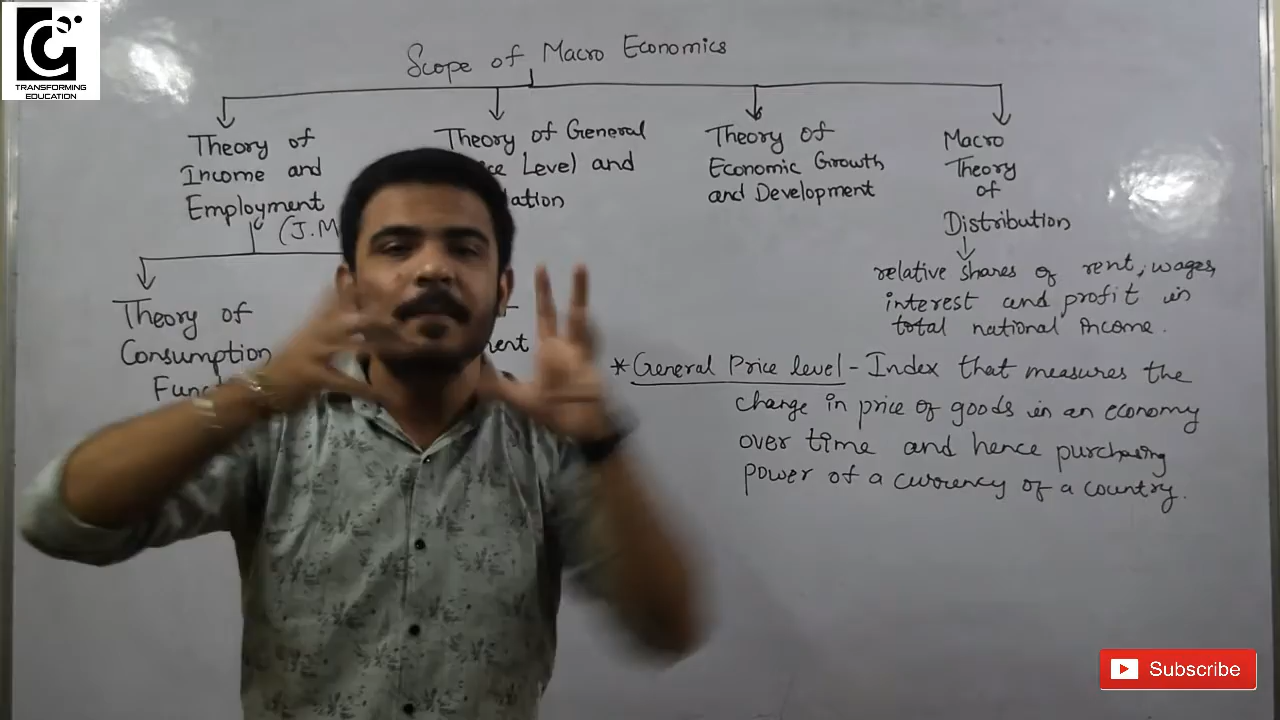 TRANSFORMING
EDUCATION
Scope of Macro Economics
Theory of
Income and
Employment
(J.M
Theory of
Consumption
Func
Theory of General
ce Level and
lation
ent
Theory of
Economic Growth
and Development
Macro
Theory
of
Distribution
relative shares of rent, wages,
interest and profit in
total national income.
*General Price level - Index that measures the
change in price of goods in an economy
over time and hence purchasing
power of a currency of a country.
Subscribe